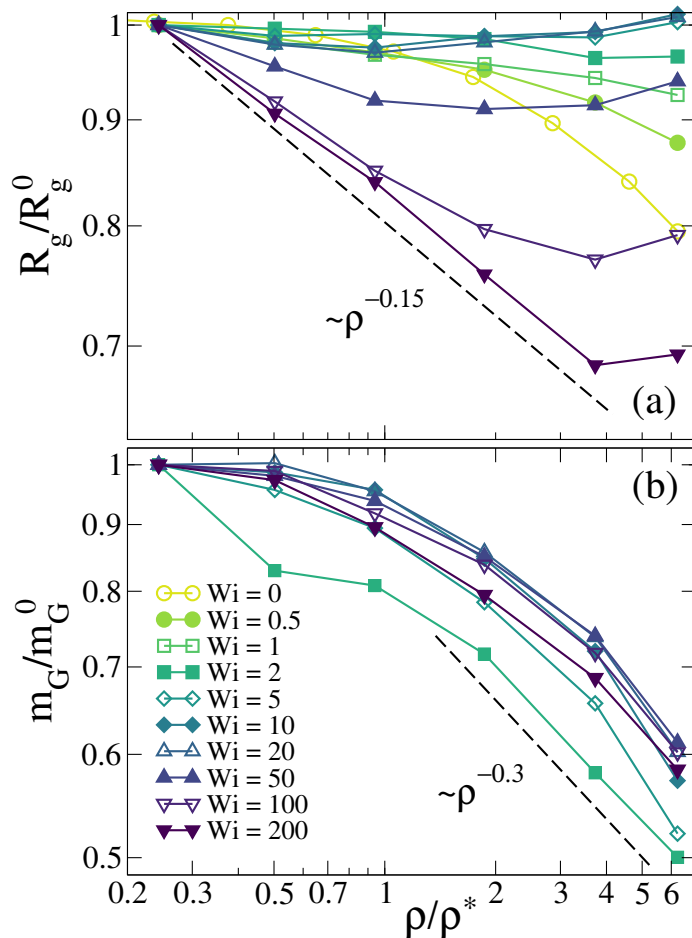 1
0.9
0.8
0.7
R_g/R_g^0
~ρ^−0.15
(a)
1
0.9
0.8
0.7
0.6
0.5
m_G/m_G^0
(b)
Wi = 0
Wi = 0.5
Wi = 1
Wi = 2
Wi = 5
Wi = 10
Wi = 20
Wi = 50
Wi = 100
Wi = 200
~ρ^−0.3
0.2 0.3 0.5 0.7 1 2 3 4 5 6
ρ/ρ^*